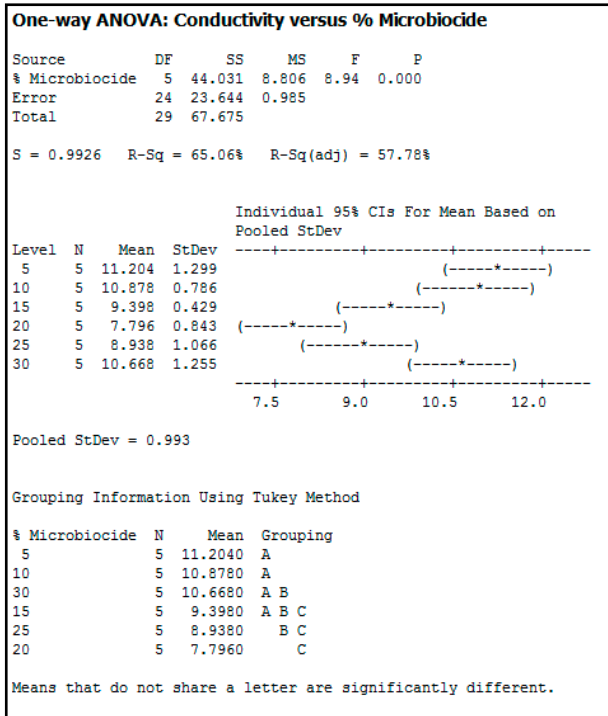 One-way ANOVA: Conductivity versus % Microbiocide
Source          DF      SS     MS     F      P
% Microbiocide   5  44.031  8.806  8.94  0.000
Error           24  23.644  0.985
Total           29  67.675
S = 0.9926   R-Sq = 65.06%   R-Sq(adj) = 57.78%
Individual 95% CIs For Mean Based on
Pooled StDev
Level  N    Mean  StDev  ----+---------+---------+---------+-----
 5     5  11.204  1.299                         (-----*-----)
10     5  10.878  0.786                      (------*-----)
15     5   9.398  0.429             (-----*-----)
20     5   7.796  0.843  (-----*-----)
25     5   8.938  1.066         (------*-----)
30     5  10.668  1.255                     (-----*-----)
----+---------+---------+---------+-----
7.5       9.0      10.5      12.0
Pooled StDev = 0.993
Grouping Information Using Tukey Method
% Microbiocide  N     Mean  Grouping
 5              5  11.2040  A
10              5  10.8780  A
30              5  10.6680  A B
15              5   9.3980  A B C
25              5   8.9380    B C
20              5   7.7960      C
Means that do not share a letter are significantly different.